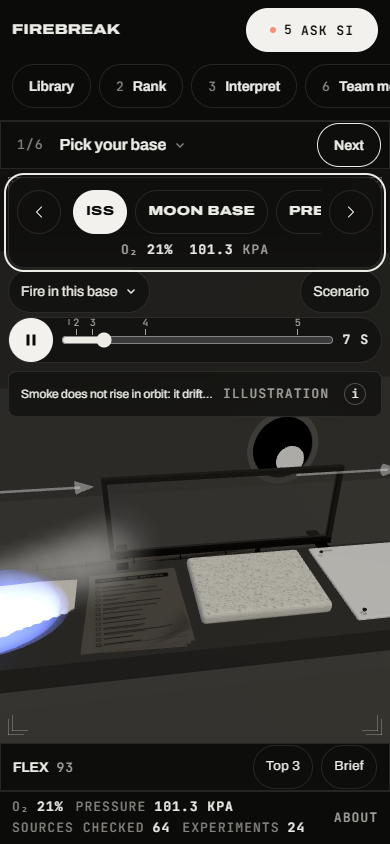 FIREBREAK
5 ASK SI
Library
2 Rank
3 Interpret
6 Team m
1/6 Pick your base
Next
ISS
MOON BASE
PRE
O₂ 21% 101.3 KPA
Fire in this base
Scenario
1 2 3 4 5
7 S
Smoke does not rise in orbit: it drift… ILLUSTRATION i
FLEX 93
Top 3
Brief
O₂ 21% PRESSURE 101.3 KPA
SOURCES CHECKED 64 EXPERIMENTS 24
ABOUT